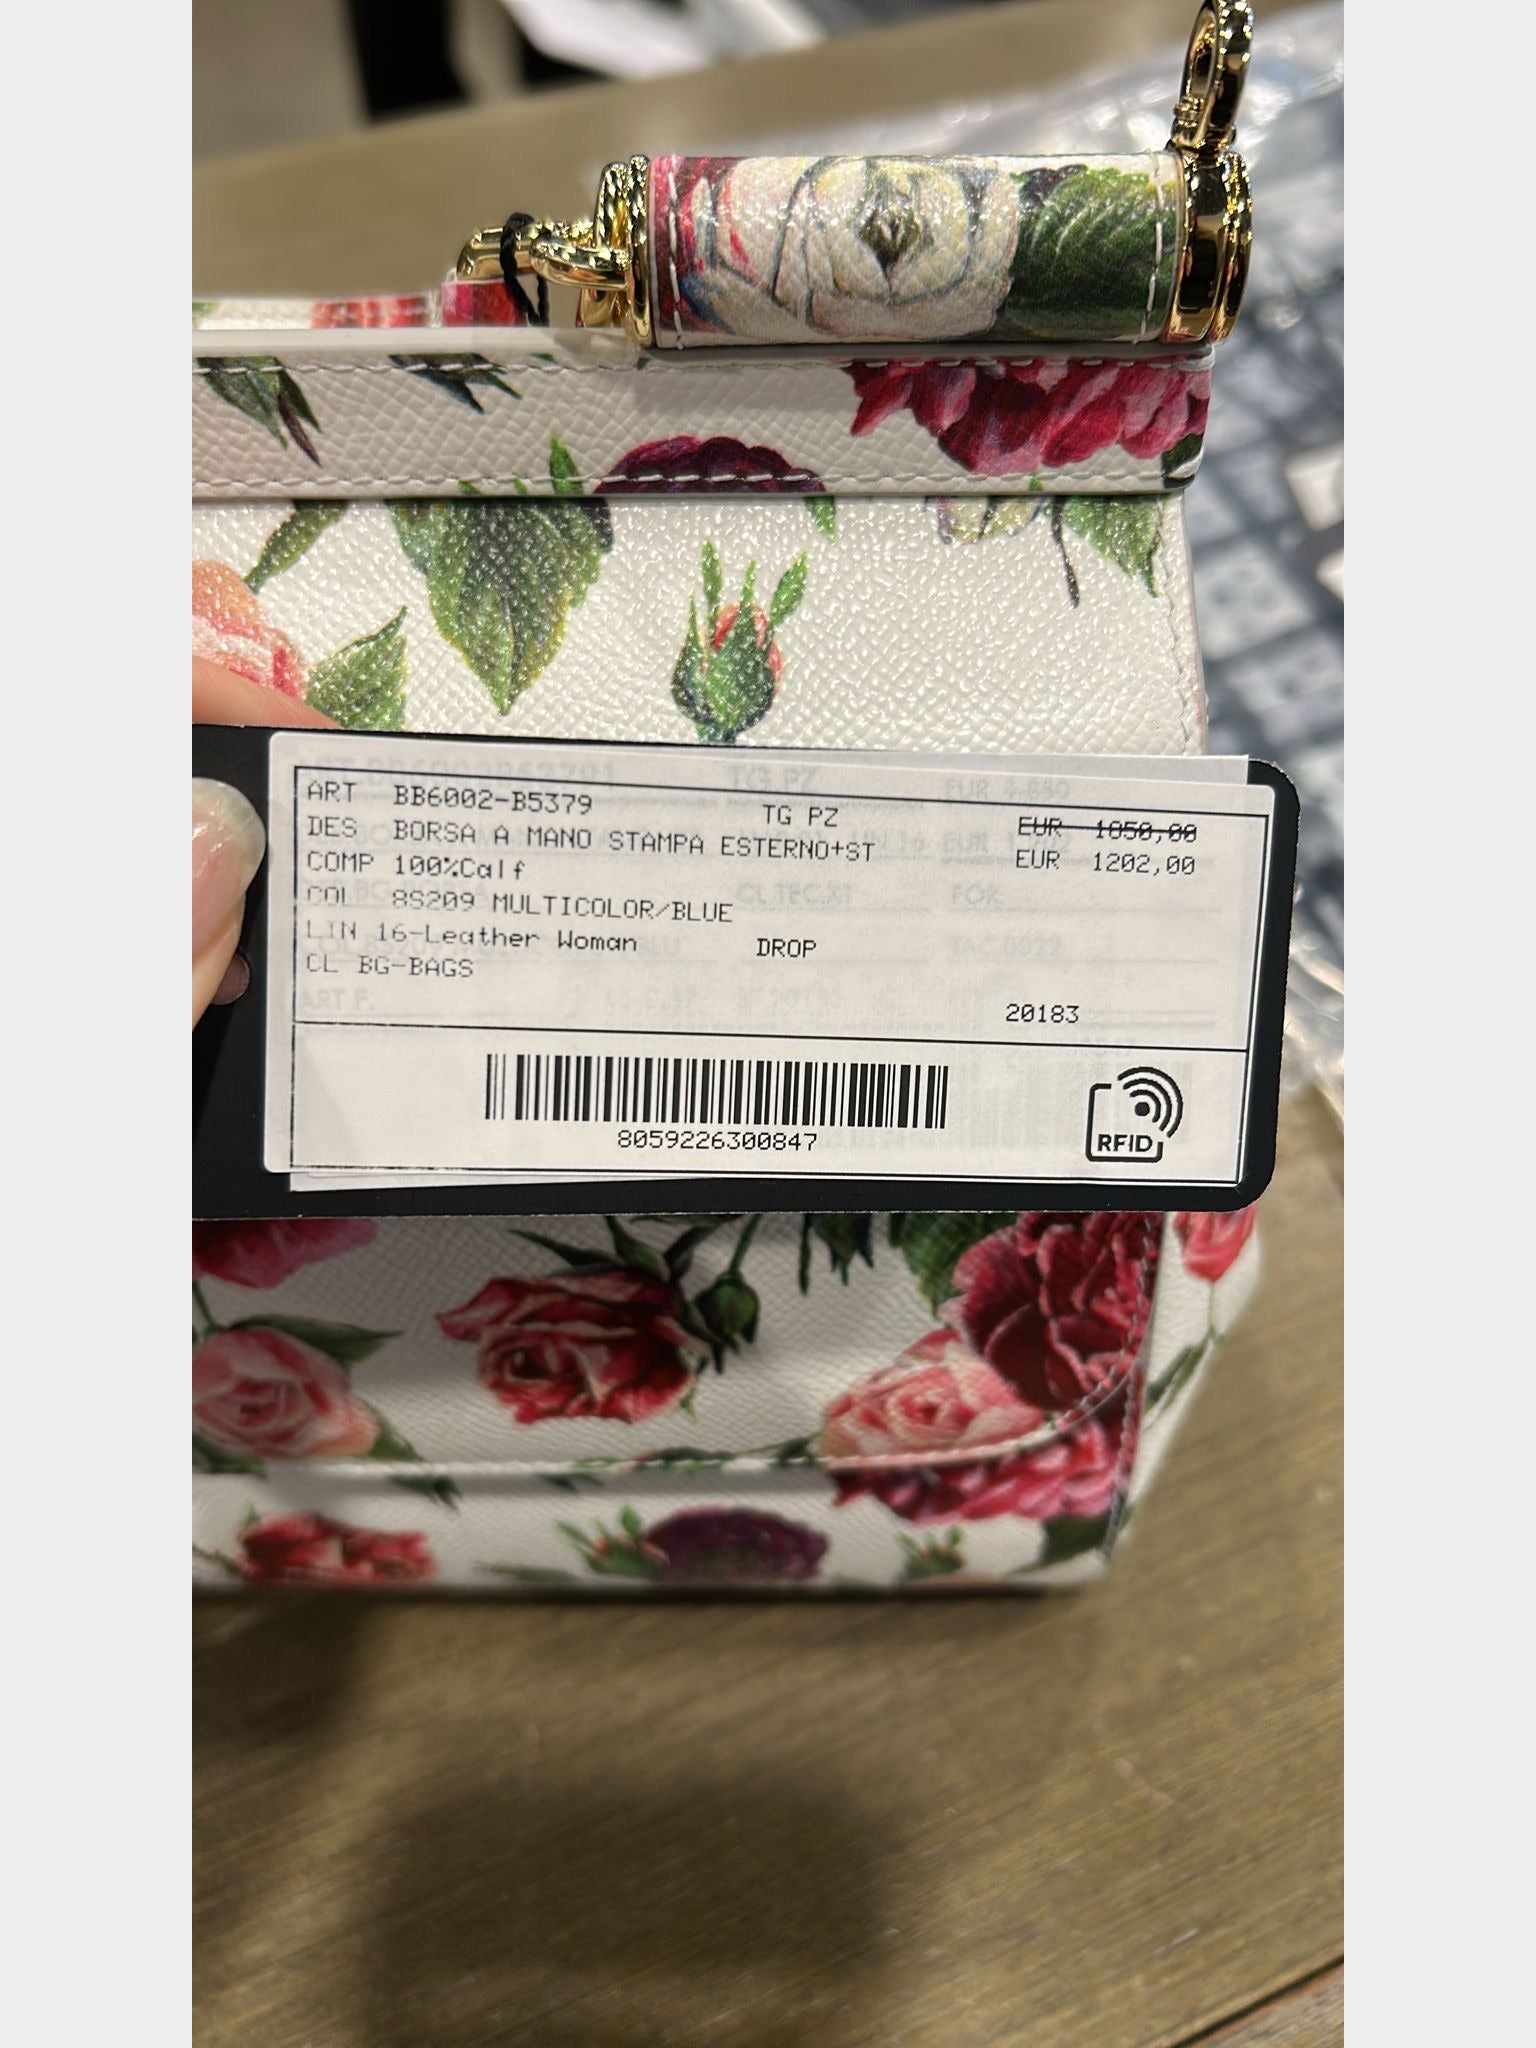 ART BB6002-B5379 TG PZ EUR 1850,00
DES BORSA A MANO STAMPA ESTERNO+ST EUR 1202,00
COMP 100%Calf
COL 8S209 MULTICOLOR/BLUE
LIN 16-Leather Woman DROP
CL BG-BAGS
20183
8059226300847
RFID